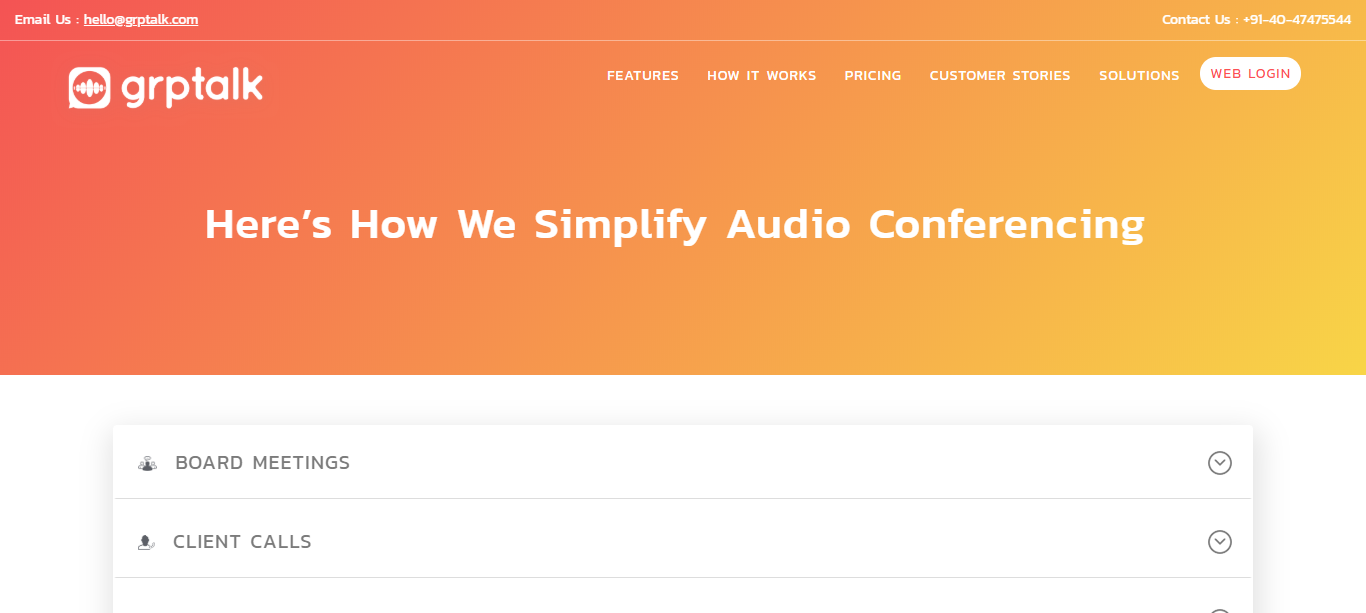 Email Us : hello@grptalk.com
Contact Us : +91-40-47475544
grptalk
FEATURES HOW IT WORKS PRICING CUSTOMER STORIES SOLUTIONS WEB LOGIN
Here's How We Simplify Audio Conferencing
BOARD MEETINGS
CLIENT CALLS